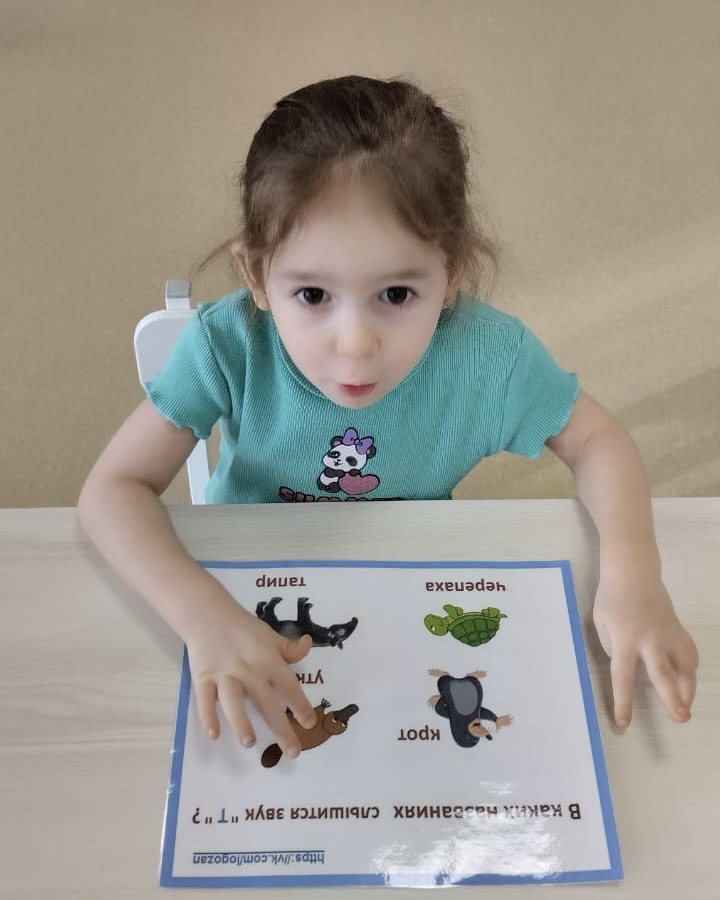 https://vk.com/logozan
В каких названиях слышится звук "Т"?
крот
утк
черепаха
тапир